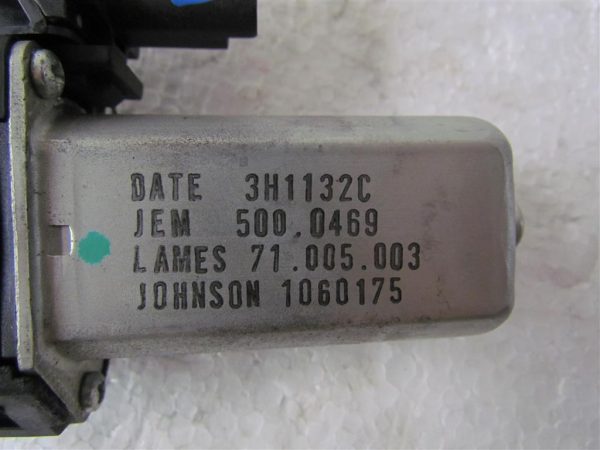 DATE 3H1132C
JEM 500.0469
LAMES 71.005.003
JOHNSON 1060175